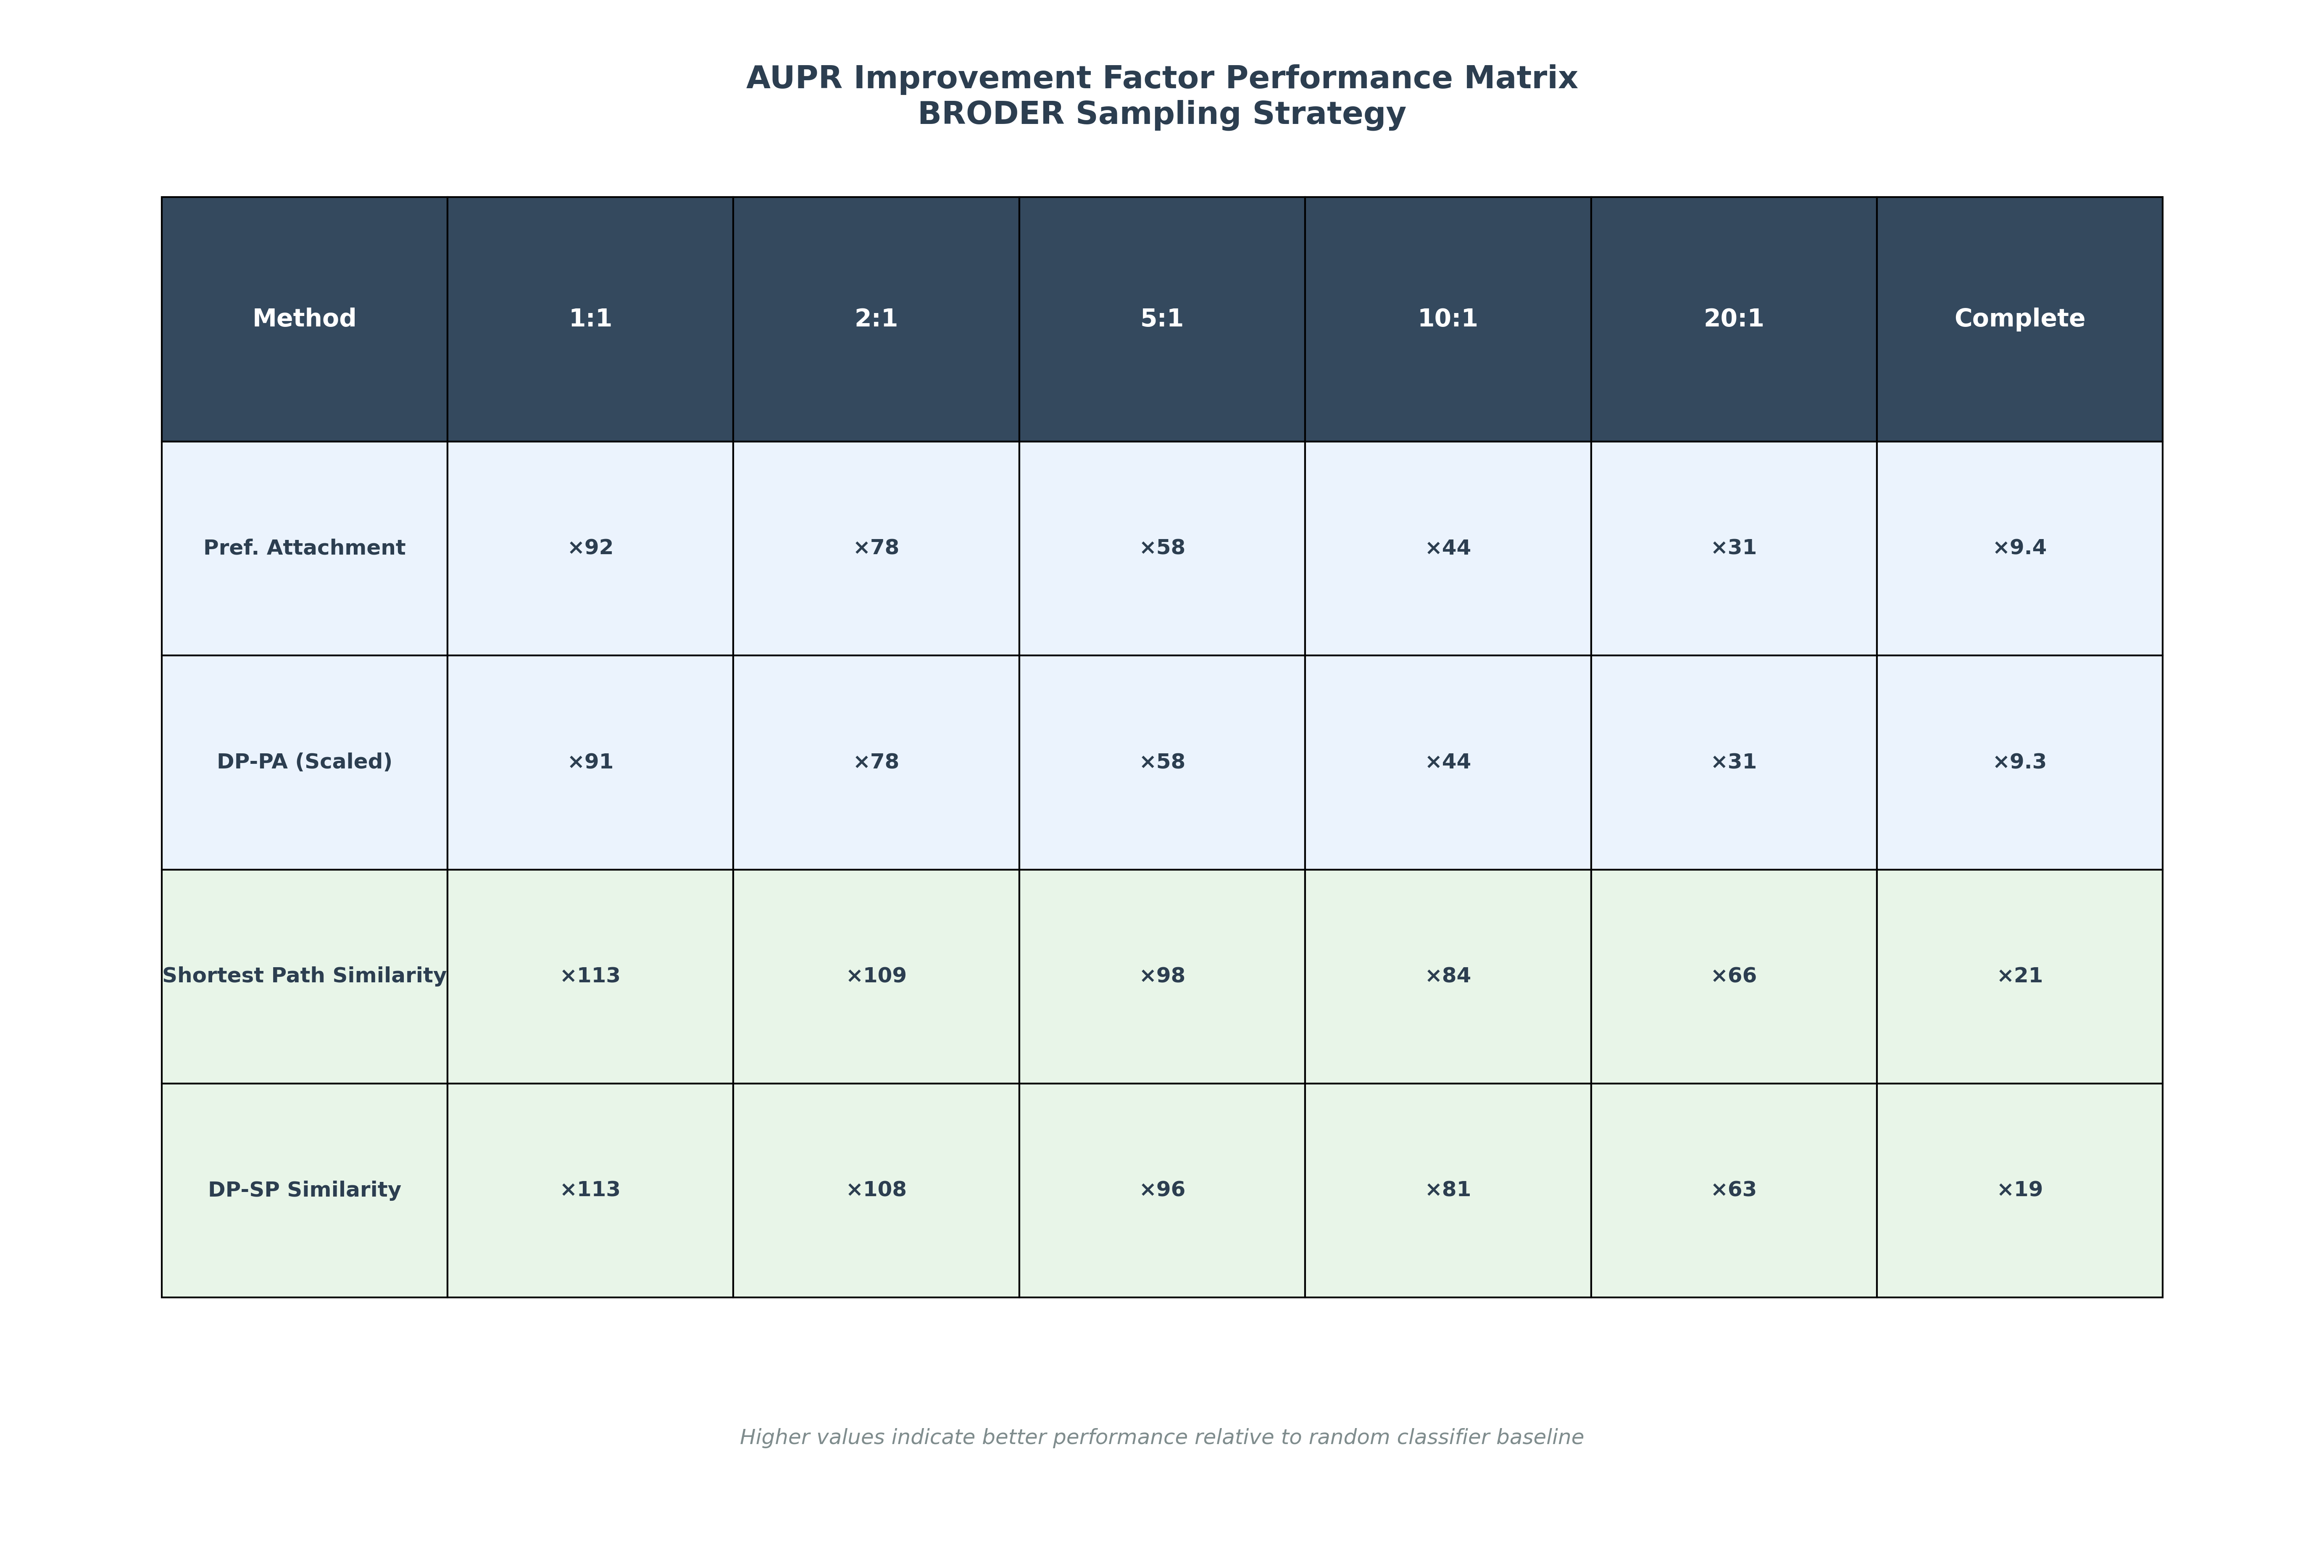 AUPR Improvement Factor Performance Matrix
BRODER Sampling Strategy
Method 1:1 2:1 5:1 10:1 20:1 Complete
Pref. Attachment ×92 ×78 ×58 ×44 ×31 ×9.4
DP-PA (Scaled) ×91 ×78 ×58 ×44 ×31 ×9.3
Shortest Path Similarity ×113 ×109 ×98 ×84 ×66 ×21
DP-SP Similarity ×113 ×108 ×96 ×81 ×63 ×19
Higher values indicate better performance relative to random classifier baseline